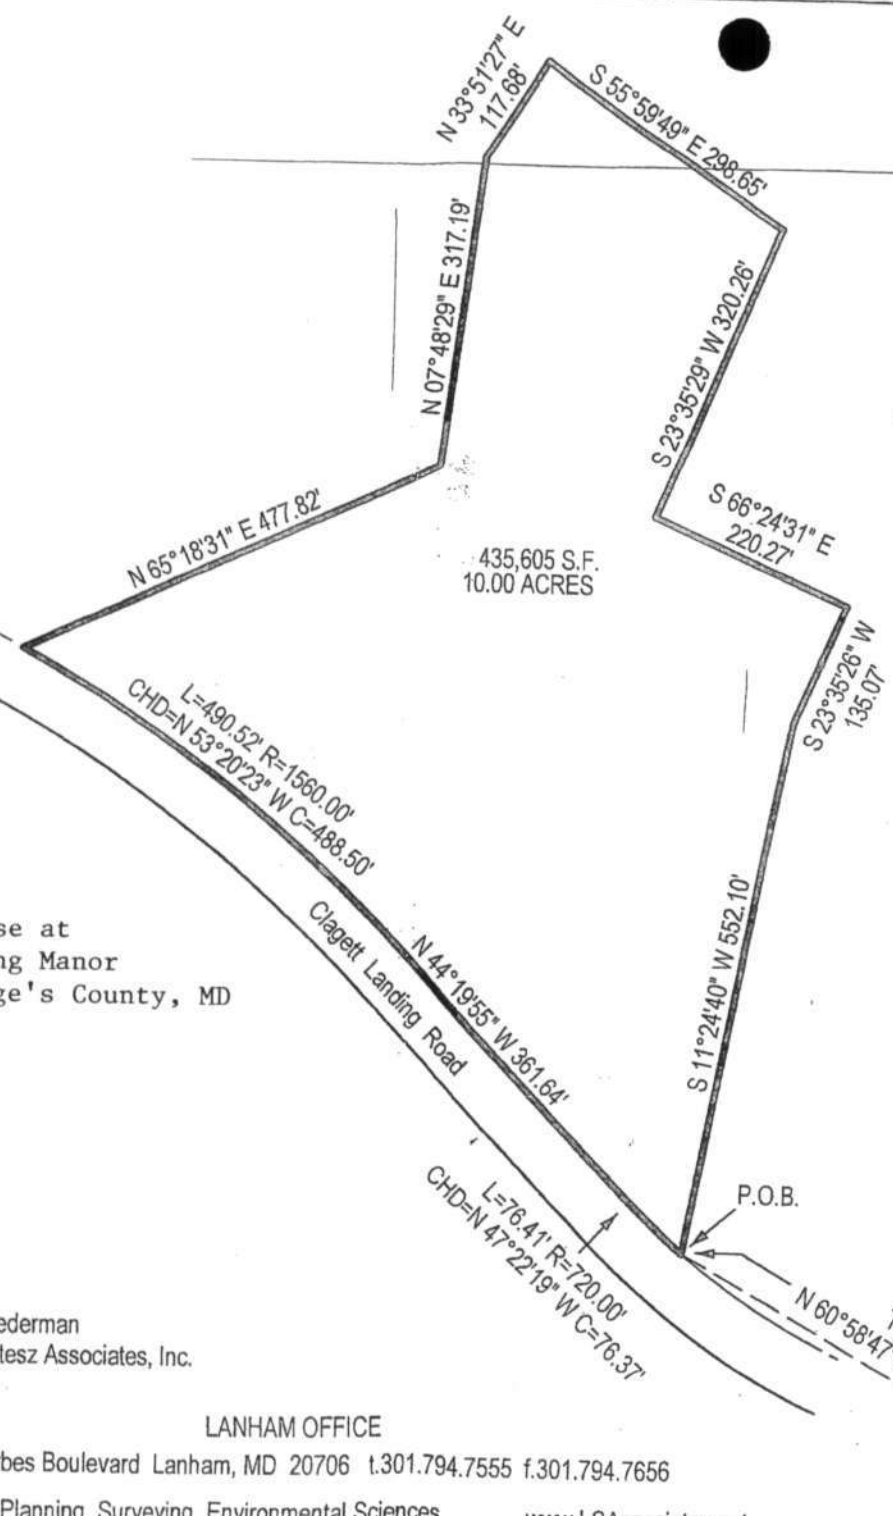 N 33°51'27" E
117.68'
S 55°59'49" E 298.65'
N 07°48'29" E 317.19'
S 23°35'29" W 320.26'
N 65°18'31" E 477.82'
S 66°24'31" E
220.27'
435,605 S.F.
10.00 ACRES
S 23°35'26" W
135.07'
L=490.52' R=1560.00'
CHD=N 53°20'23" W C=488.50'
S 11°24'40" W 552.10'
Clagett Landing Road
N 44°19'55" W 361.64'
se at
ng Manor
ge's County, MD
P.O.B.
L=76.41' R=720.00'
CHD=N 47°22'19" W C=76.37'
N 60°58'47
ederman
tesz Associates, Inc.
LANHAM OFFICE
bes Boulevard Lanham, MD 20706 t.301.794.7555 f.301.794.7656
Planning Surveying Environmental Sciences